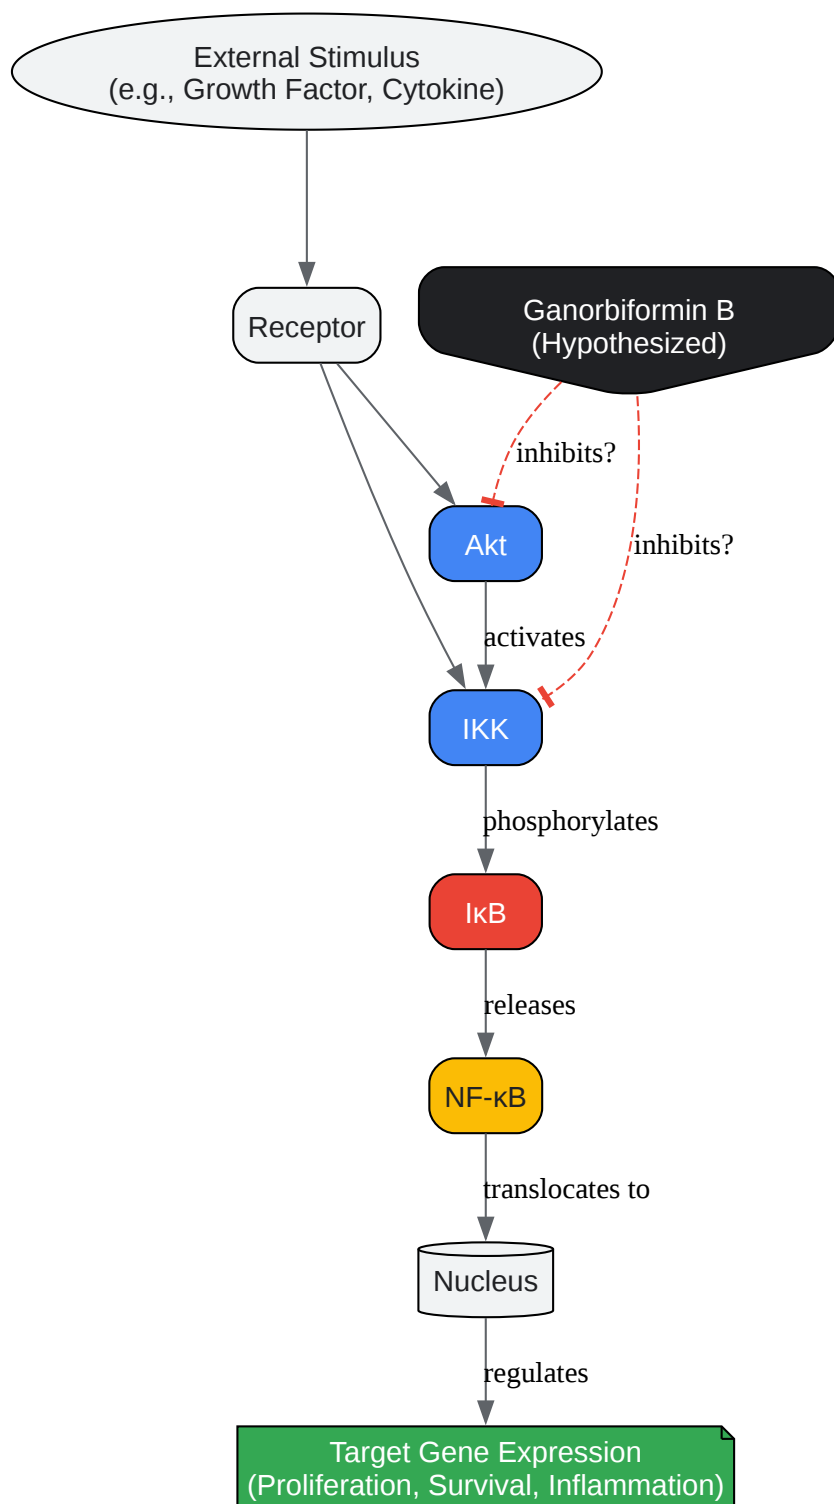 External Stimulus
(e.g., Growth Factor, Cytokine)
Receptor
Ganorbiformin B
(Hypothesized)
inhibits?
Akt
inhibits?
activates
IKK
phosphorylates
IκB
releases
NF-κB
translocates to
Nucleus
regulates
Target Gene Expression
(Proliferation, Survival, Inflammation)